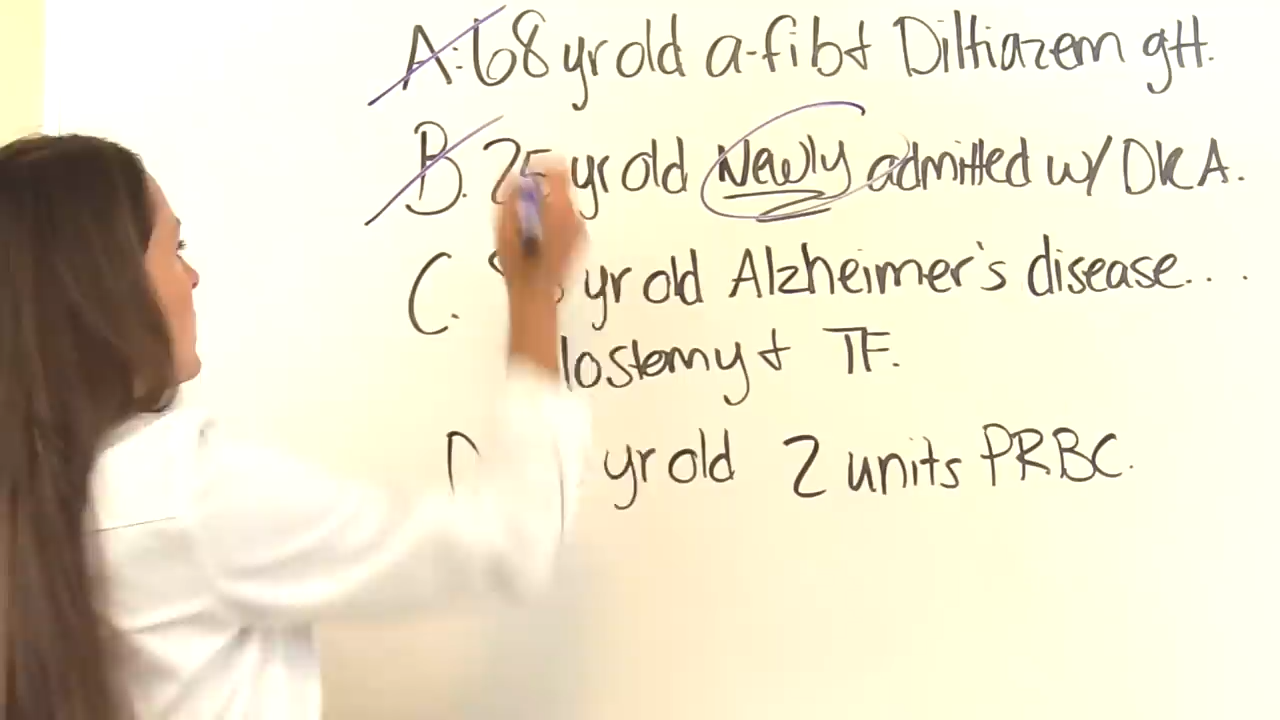 A: 68 yr old a-fib + Diltiazem gtt.
B. 25 yr old Newly admitted w/ DKA.
C. yr old Alzheimer's disease...
lostemy + TF.
D yr old 2 units PRBC.